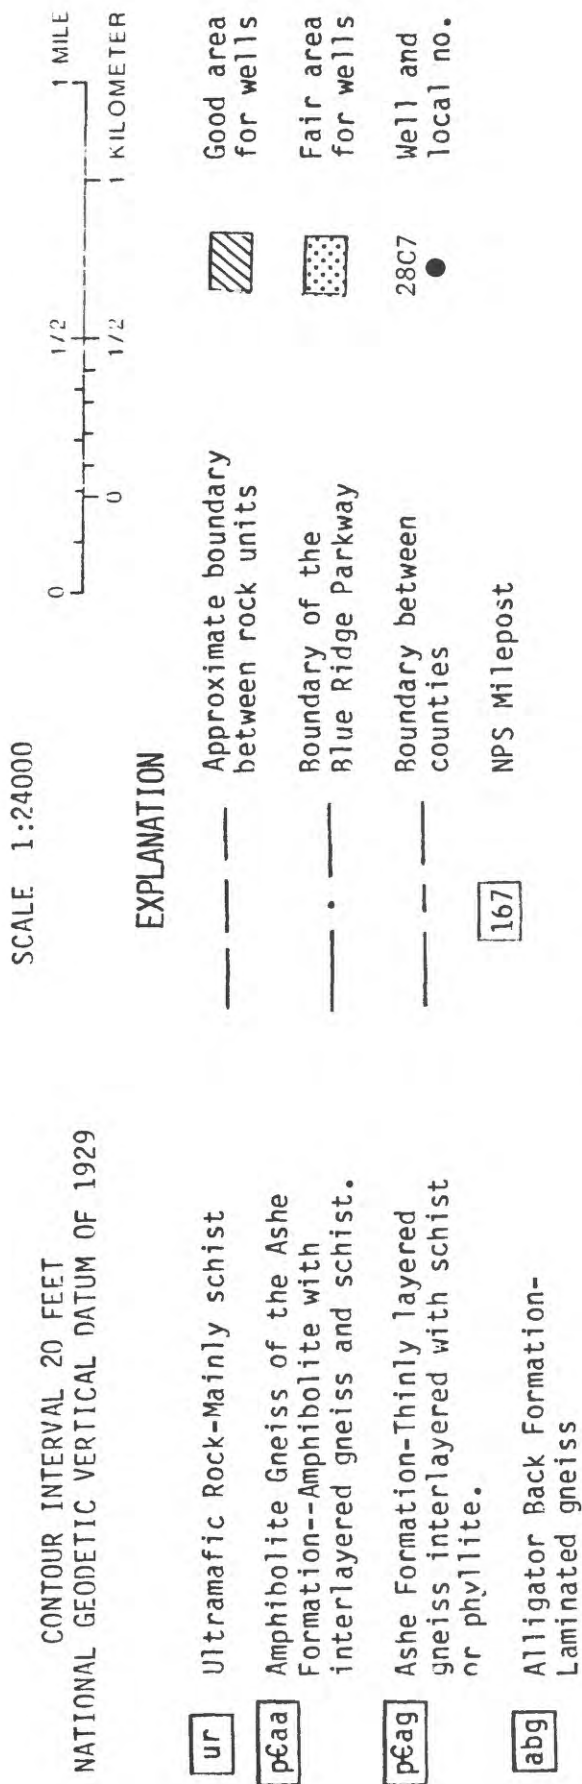 CONTOUR INTERVAL 20 FEET
NATIONAL GEODETIC VERTICAL DATUM OF 1929
SCALE 1:24000
0 1/2 1 MILE
0 1/2 1 KILOMETER
EXPLANATION
ur Ultramafic Rock-Mainly schist
p€aa Amphibolite Gneiss of the Ashe
Formation--Amphibolite with
interlayered gneiss and schist.
p€ag Ashe Formation-Thinly layered
gneiss interlayered with schist
or phyllite.
abg Alligator Back Formation-
Laminated gneiss
Approximate boundary
between rock units
Boundary of the
Blue Ridge Parkway
Boundary between
counties
167 NPS Milepost
Good area
for wells
Fair area
for wells
28C7 Well and
local no.